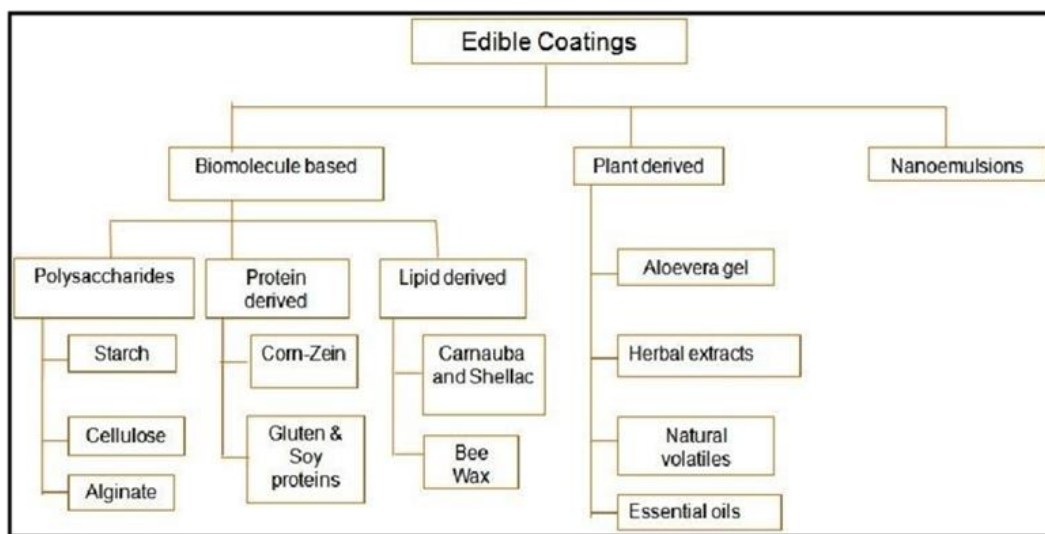 Edible Coatings
Biomolecule based
Plant derived
Nanoemulsions
Polysaccharides
Protein
derived
Lipid derived
Starch
Cellulose
Alginate
Corn-Zein
Gluten &
Soy
proteins
Carnauba
and Shellac
Bee
Wax
Aloevera gel
Herbal extracts
Natural
volatiles
Essential oils